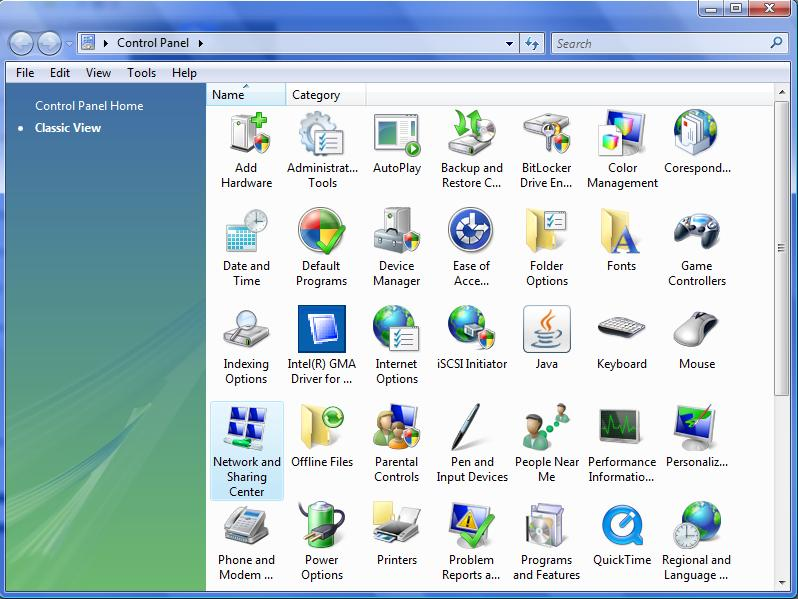 Control Panel
Search
File Edit View Tools Help
Name Category
Control Panel Home
Classic View
Add Hardware
Administrat... Tools
AutoPlay
Backup and Restore C...
BitLocker Drive En...
Color Management
Corespond...
Date and Time
Default Programs
Device Manager
Ease of Acce...
Folder Options
Fonts
Game Controllers
Indexing Options
Intel(R) GMA Driver for ...
Internet Options
iSCSI Initiator
Java
Keyboard
Mouse
Network and Sharing Center
Offline Files
Parental Controls
Pen and Input Devices
People Near Me
Performance Informatio...
Personaliz...
Phone and Modem ...
Power Options
Printers
Problem Reports a...
Programs and Features
QuickTime
Regional and Language ...